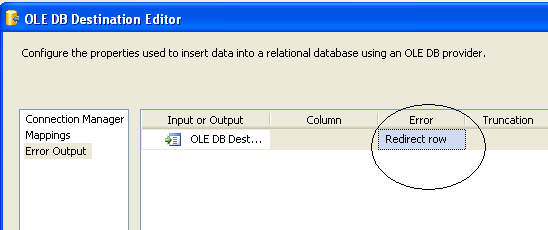 OLE DB Destination Editor
Configure the properties used to insert data into a relational database using an OLE DB provider.
Connection Manager
Mappings
Error Output
Input or Output Column Error Truncation
OLE DB Dest... Redirect row